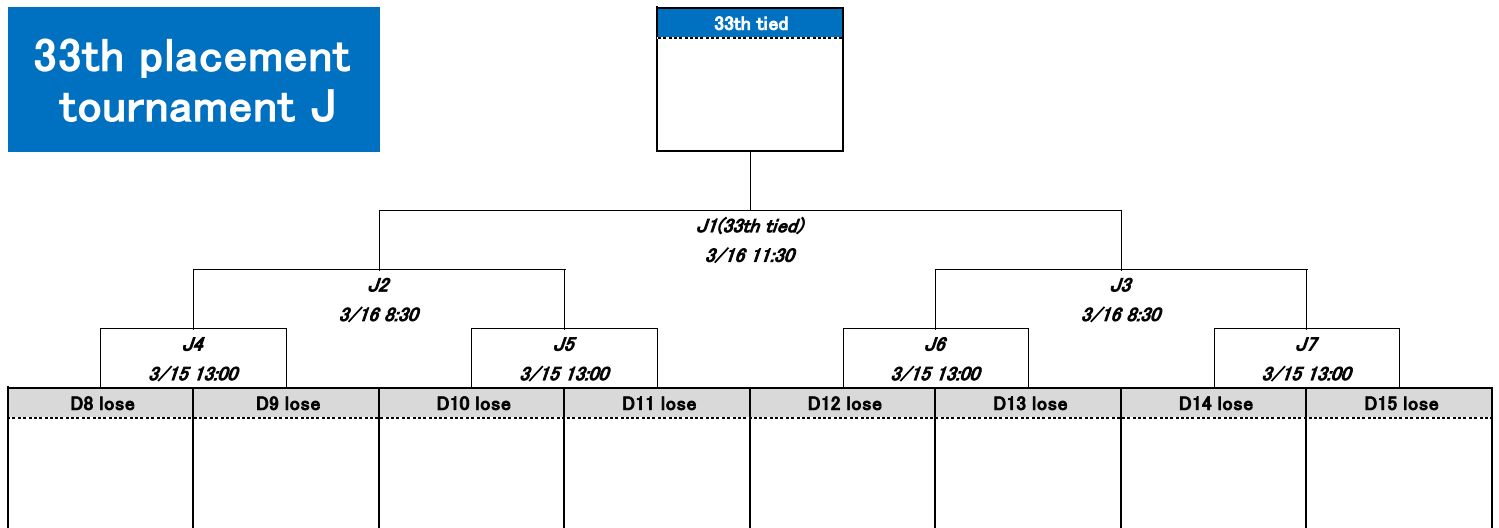 33th placement
tournament J
33th tied
J1(33th tied)
3/16 11:30
J2
3/16 8:30
J3
3/16 8:30
J4
3/15 13:00
J5
3/15 13:00
J6
3/15 13:00
J7
3/15 13:00
D8 lose
D9 lose
D10 lose
D11 lose
D12 lose
D13 lose
D14 lose
D15 lose